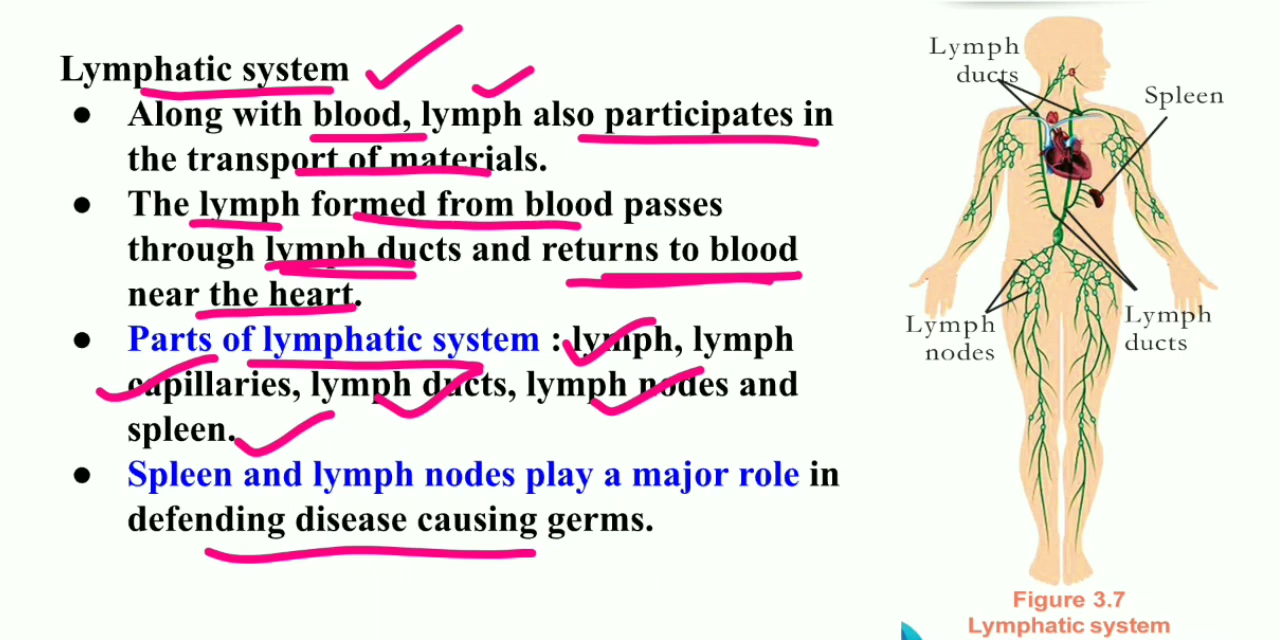 Lymphatic system
● Along with blood, lymph also participates in
the transport of materials.
● The lymph formed from blood passes
through lymph ducts and returns to blood
near the heart.
● Parts of lymphatic system : lymph, lymph
capillaries, lymph ducts, lymph nodes and
spleen.
● Spleen and lymph nodes play a major role in
defending disease causing germs.
Lymph
ducts
Spleen
Lymph
nodes
Lymph
ducts
Figure 3.7
Lymphatic system